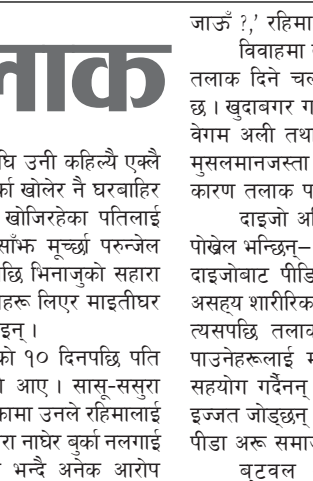 लाक
घि उनी कहिल्यै एक्लै
र्का खोलेर नै घरबाहिर
खोजिरहेका पतिलाई
साँझ मूर्च्छा परुन्जेल
पछि भिनाजुको सहारा
हरू लिएर माइतीघर
इन् ।
को १० दिनपछि पति
आए । सासू-ससुरा
कामा उनले रहिमालाई
रा नाघेर बुर्का नलगाई
भन्दै अनेक आरोप
जाऊँ ?,’ रहिमा
विवाहमा
तलाक दिने चल
छ । खुदाबगर ग
वेगम अली तथा
मुसलमानजस्ता
कारण तलाक प
दाइजो अ
पोख्रेल भन्छिन्–
दाइजोबाट पीडि
असह्य शारीरिक
त्यसपछि तलाक
पाउनेहरूलाई म
सहयोग गर्दैनन्
इज्जत जोड्छन्
पीडा अरू समाज
बुटवल